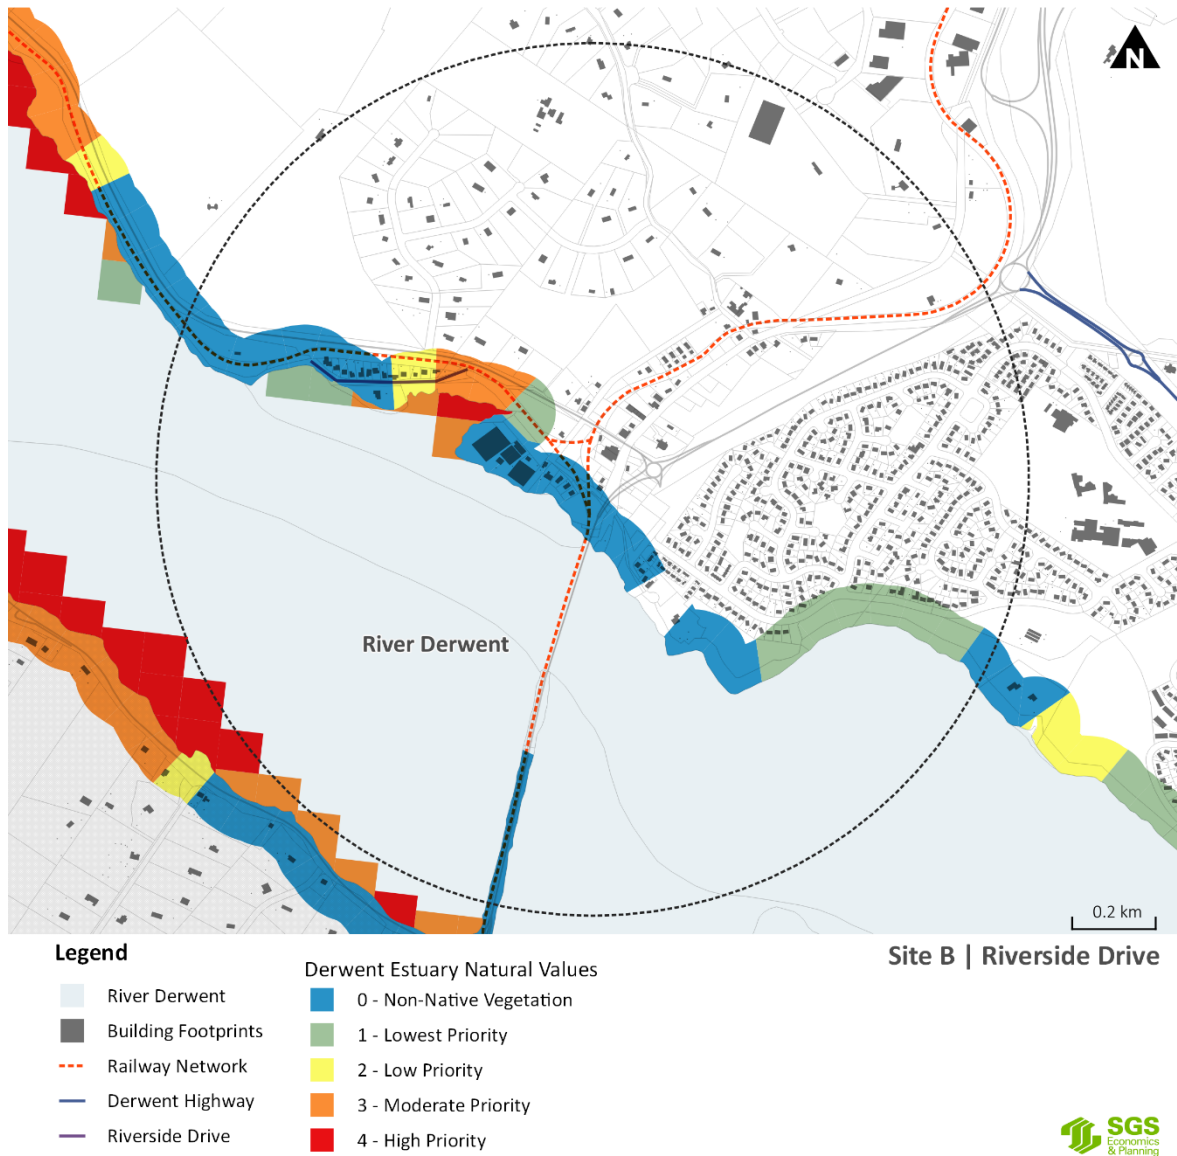 N
River Derwent
0.2 km
Site B | Riverside Drive
Legend
River Derwent
Building Footprints
Railway Network
Derwent Highway
Riverside Drive
Derwent Estuary Natural Values
0 - Non-Native Vegetation
1 - Lowest Priority
2 - Low Priority
3 - Moderate Priority
4 - High Priority
SGS
Economics
& Planning